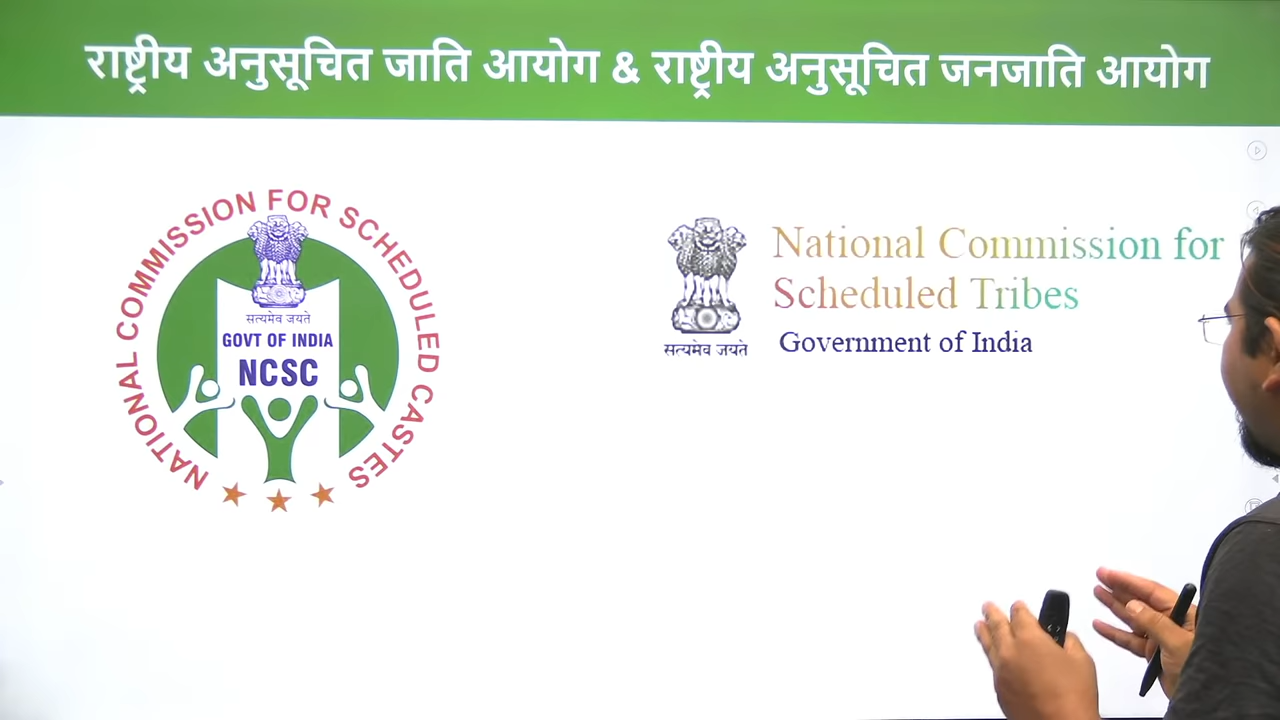 राष्ट्रीय अनुसूचित जाति आयोग & राष्ट्रीय अनुसूचित जनजाति आयोग
NATIONAL COMMISSION FOR SCHEDULED CASTES
सत्यमेव जयते
GOVT OF INDIA
NCSC
National Commission for
Scheduled Tribes
Government of India
सत्यमेव जयते